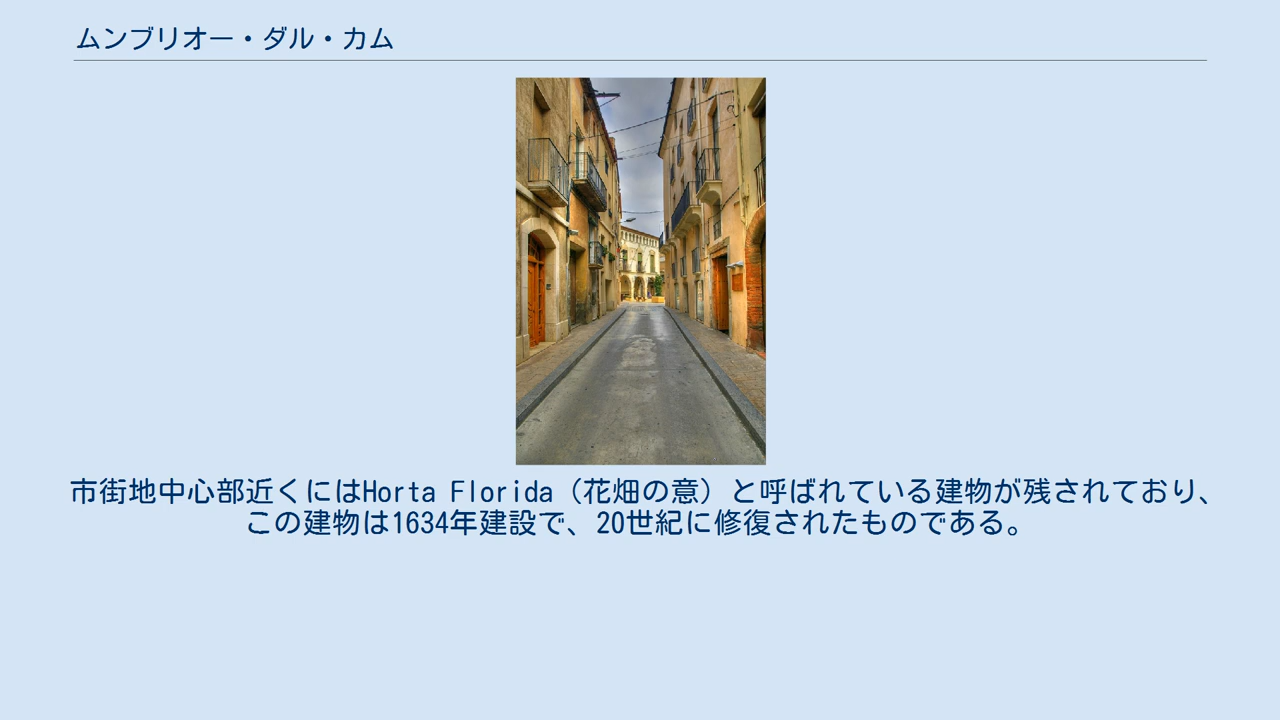 ムンブリオー・ダル・カム
市街地中心部近くにはHorta Florida（花畑の意）と呼ばれている建物が残されており、
この建物は1634年建設で、20世紀に修復されたものである。